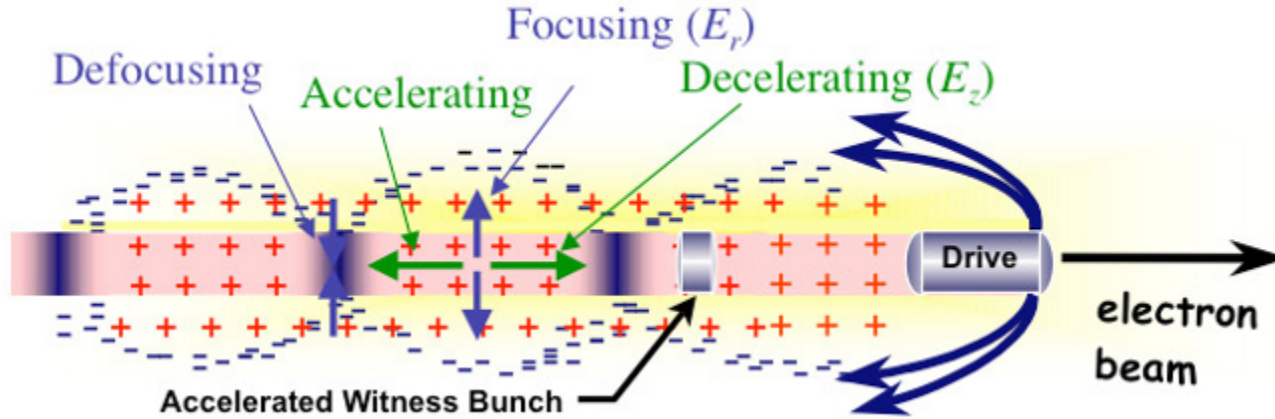 Focusing (E_r)
Defocusing
Accelerating
Decelerating (E_z)
Drive
electron
beam
Accelerated Witness Bunch